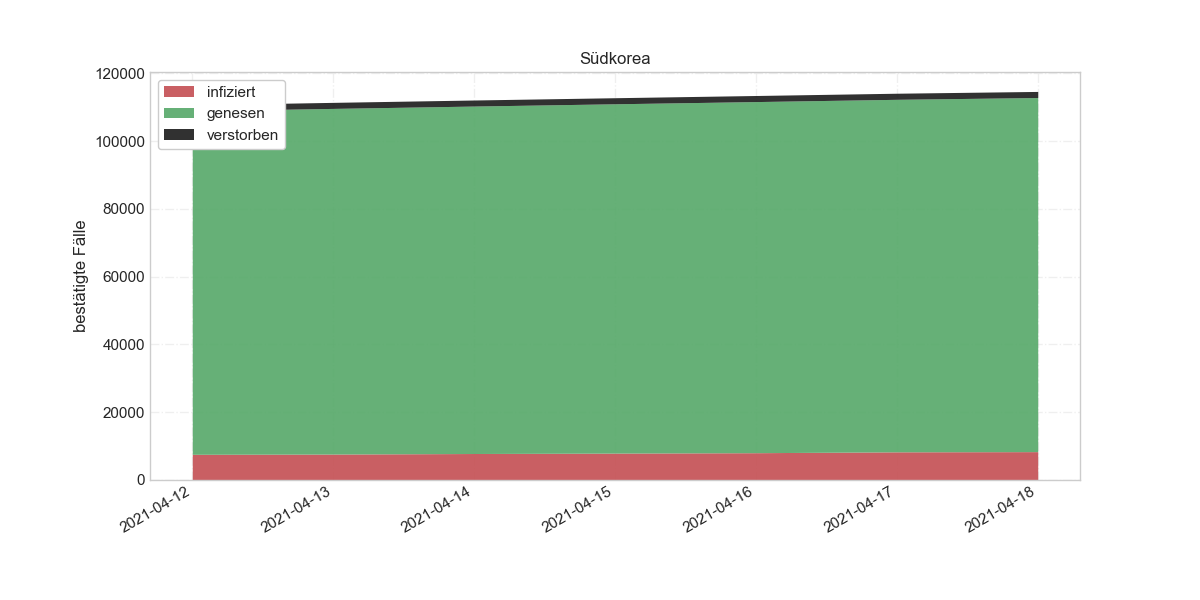 Südkorea
120000
100000
80000
60000
40000
20000
0
bestätigte Fälle
infiziert
genesen
verstorben
2021-04-12
2021-04-13
2021-04-14
2021-04-15
2021-04-16
2021-04-17
2021-04-18